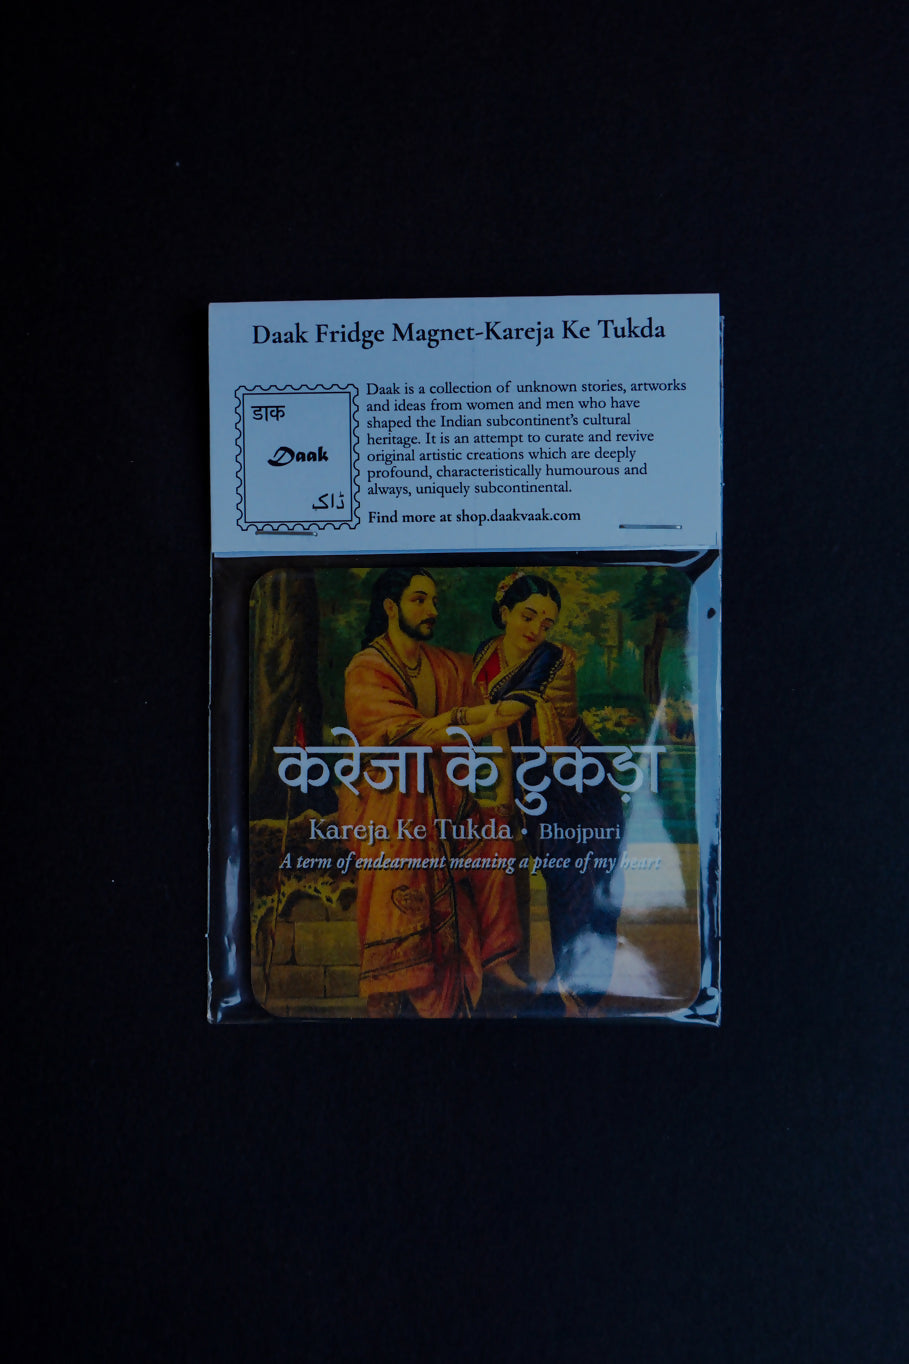 Daak Fridge Magnet-Kareja Ke Tukda
डाक
Daak
ڈاک
Daak is a collection of unknown stories, artworks
and ideas from women and men who have
shaped the Indian subcontinent's cultural
heritage. It is an attempt to curate and revive
original artistic creations which are deeply
profound, characteristically humourous and
always, uniquely subcontinental.
Find more at shop.daakvaak.com
करेजा के टुकड़ा
Kareja Ke Tukda • Bhojpuri
A term of endearment meaning a piece of my heart